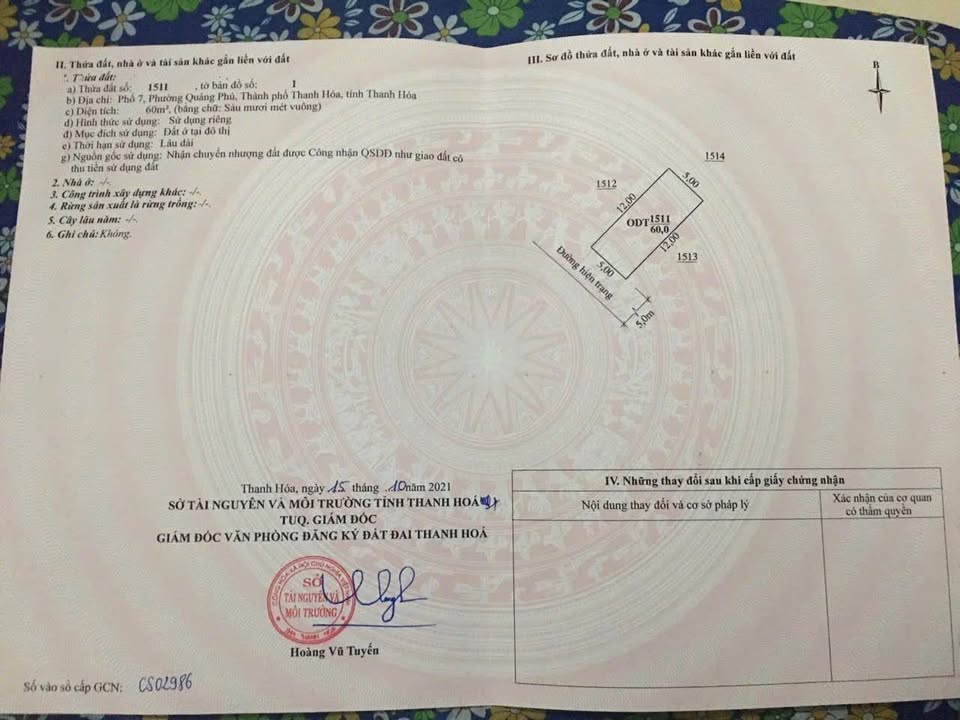 II. Thửa đất, nhà ở và tài sản khác gắn liền với đất
1. Thửa đất:
a) Thửa đất số: 1511 , tờ bản đồ số: 1
b) Địa chỉ: Phố 7, Phường Quảng Phú, Thành phố Thanh Hóa, tỉnh Thanh Hóa
c) Diện tích: 60m², (bằng chữ: Sáu mươi mét vuông)
d) Hình thức sử dụng: Sử dụng riêng
đ) Mục đích sử dụng: Đất ở tại đô thị
e) Thời hạn sử dụng: Lâu dài
g) Nguồn gốc sử dụng: Nhận chuyển nhượng đất được Công nhận QSDĐ như giao đất có
thu tiền sử dụng đất
2. Nhà ở: -/-
3. Công trình xây dựng khác: -/-
4. Rừng sản xuất là rừng trồng: -/-
5. Cây lâu năm: -/-
6. Ghi chú: Không.
III. Sơ đồ thửa đất, nhà ở và tài sản khác gắn liền với đất
B
1514
1512
5,00
12,00
ODT 1511
60,0
12,00
1513
5,00
Đường hiện trạng
5,0m
Thanh Hóa, ngày 15 tháng 10 năm 2021
SỞ TÀI NGUYÊN VÀ MÔI TRƯỜNG TỈNH THANH HOÁ
TUQ. GIÁM ĐỐC
GIÁM ĐỐC VĂN PHÒNG ĐĂNG KÝ ĐẤT ĐAI THANH HOÁ
SỞ
TÀI NGUYÊN VÀ
MÔI TRƯỜNG
Hoàng Vũ Tuyến
Số vào sổ cấp GCN: CS02986
IV. Những thay đổi sau khi cấp giấy chứng nhận
Nội dung thay đổi và cơ sở pháp lý
Xác nhận của cơ quan
có thẩm quyền